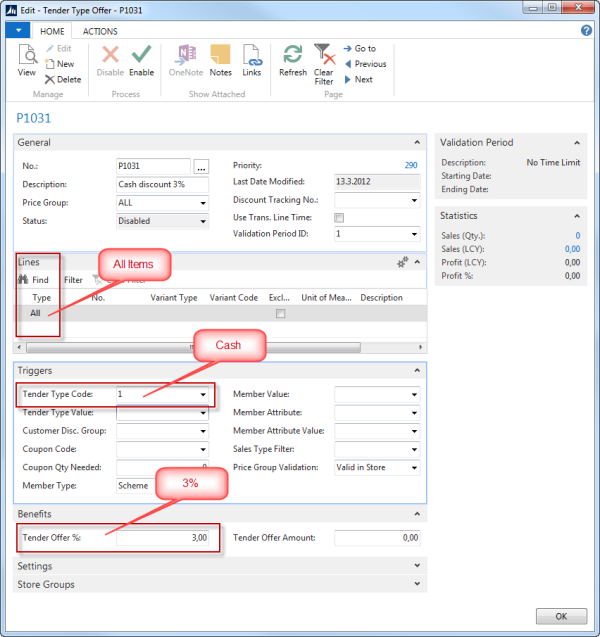 Edit - Tender Type Offer - P1031
HOME ACTIONS
View Edit New Delete Disable Enable OneNote Notes Links Refresh Clear Filter Go to Previous Next
Manage Process Show Attached Page
P1031
General
No.: P1031 ...
Description: Cash discount 3%
Price Group: ALL
Status: Disabled
Priority: 290
Last Date Modified: 13.3.2012
Discount Tracking No.:
Use Trans. Line Time:
Validation Period ID: 1
Lines
All Items
Find Filter Filter
Type No. Variant Type Variant Code Excl... Unit of Mea... Description
All
Cash
Triggers
Tender Type Code: 1
Tender Type Value:
Customer Disc. Group:
Coupon Code:
Coupon Qty Needed: 0
Member Type: Scheme
Member Value:
Member Attribute:
Member Attribute Value:
Sales Type Filter:
Price Group Validation: Valid in Store
3%
Benefits
Tender Offer %: 3,00
Tender Offer Amount: 0,00
Settings
Store Groups
Validation Period
Description: No Time Limit
Starting Date:
Ending Date:
Statistics
Sales (Qty.): 0
Sales (LCY): 0,00
Profit (LCY): 0,00
Profit %: 0,00
OK